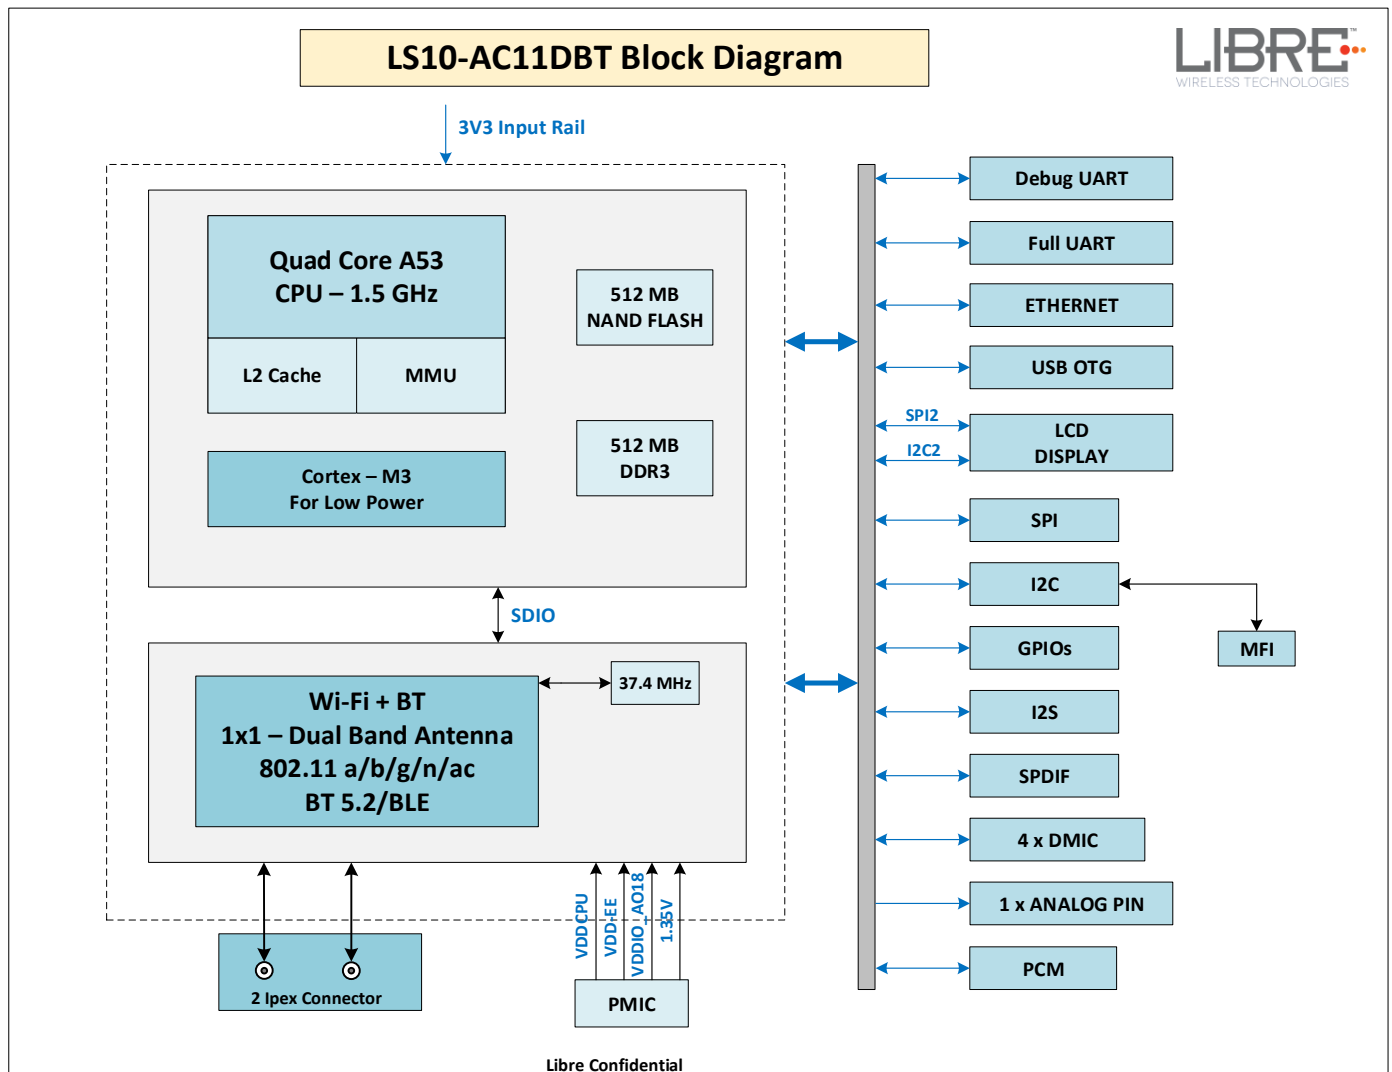 LS10-AC11DBT Block Diagram
LIBRE™
WIRELESS TECHNOLOGIES
3V3 Input Rail
Quad Core A53
CPU – 1.5 GHz
L2 Cache
MMU
512 MB
NAND FLASH
512 MB
DDR3
Cortex – M3
For Low Power
SDIO
Wi-Fi + BT
1x1 – Dual Band Antenna
802.11 a/b/g/n/ac
BT 5.2/BLE
37.4 MHz
VDDCPU
VDD-EE
VDDIO_AO18
1.35V
2 Ipex Connector
PMIC
Debug UART
Full UART
ETHERNET
USB OTG
SPI2
I2C2
LCD
DISPLAY
SPI
I2C
MFI
GPIOs
I2S
SPDIF
4 x DMIC
1 x ANALOG PIN
PCM
Libre Confidential